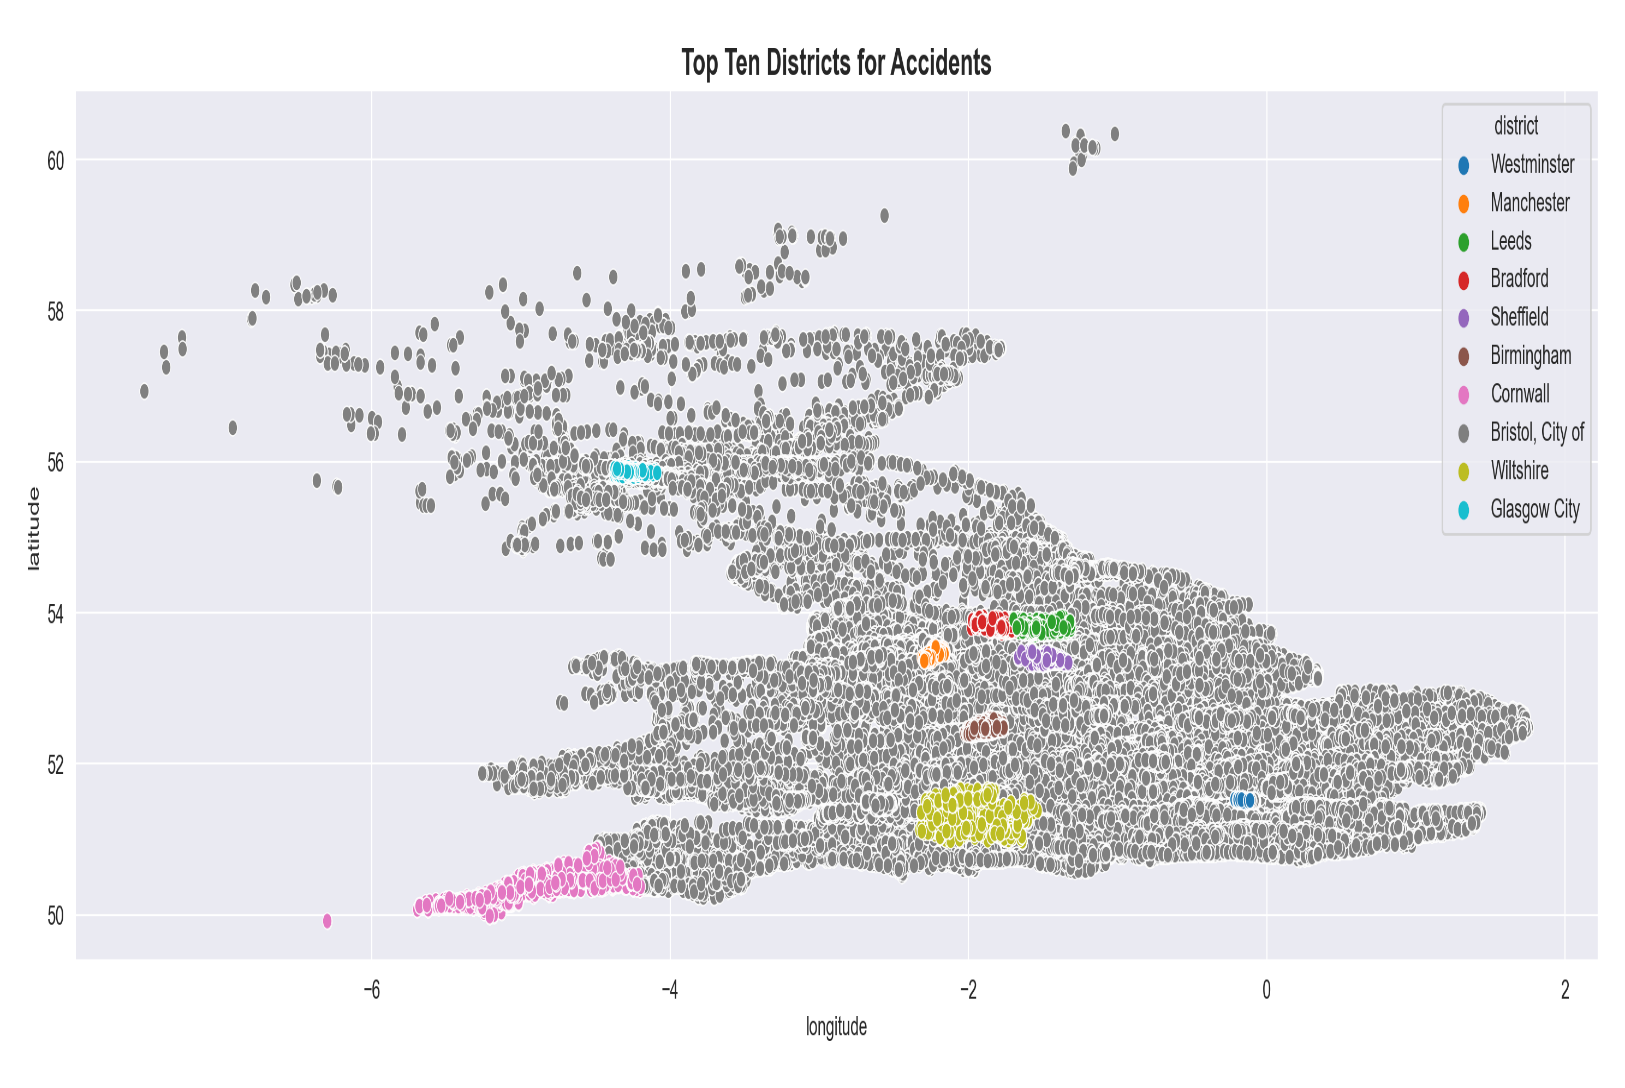 Top Ten Districts for Accidents
district
Westminster
Manchester
Leeds
Bradford
Sheffield
Birmingham
Cornwall
Bristol, City of
Wiltshire
Glasgow City
latitude
60
58
56
54
52
50
−6
−4
−2
0
2
longitude